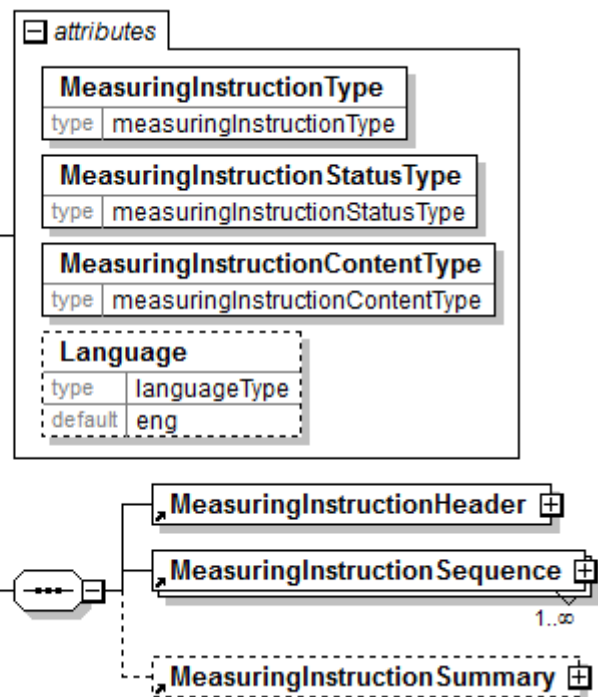 attributes
MeasuringInstructionType
type measuringInstructionType
MeasuringInstructionStatusType
type measuringInstructionStatusType
MeasuringInstructionContentType
type measuringInstructionContentType
Language
type languageType
default eng
MeasuringInstructionHeader
MeasuringInstructionSequence
1..∞
MeasuringInstructionSummary